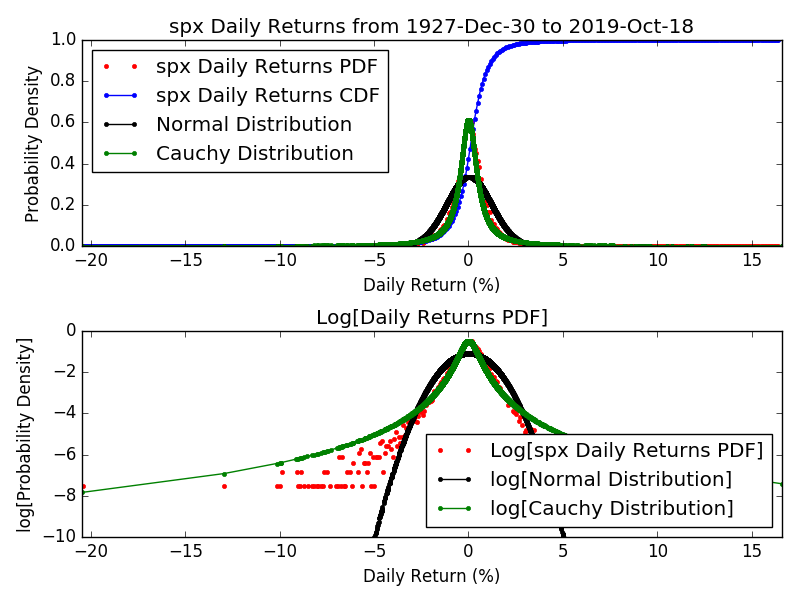 spx Daily Returns from 1927-Dec-30 to 2019-Oct-18
Probability Density
1.0
0.8
0.6
0.4
0.2
0.0
spx Daily Returns PDF
spx Daily Returns CDF
Normal Distribution
Cauchy Distribution
−20 −15 −10 −5 0 5 10 15
Daily Return (%)
Log[Daily Returns PDF]
log[Probability Density]
0
−2
−4
−6
−8
−10
Log[spx Daily Returns PDF]
log[Normal Distribution]
log[Cauchy Distribution]
−20 −15 −10 −5 0 5 10 15
Daily Return (%)